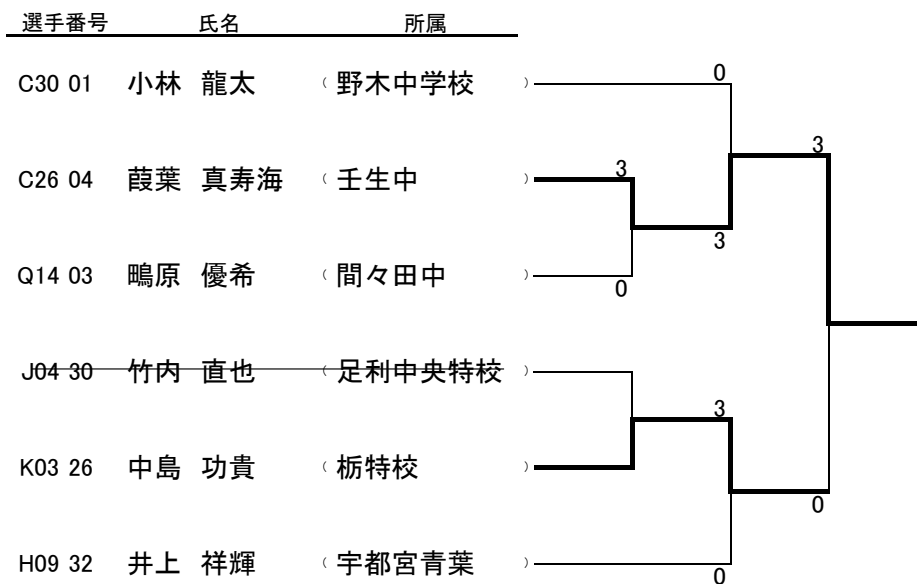 選手番号 氏名 所属
C30 01 小林 龍太 ( 野木中学校 ) 0
3
C26 04 葭葉 真寿海 ( 壬生中 ) 3
3
Q14 03 鴫原 優希 ( 間々田中 ) 0
J04 30 竹内 直也 ( 足利中央特校 )
3
K03 26 中島 功貴 ( 栃特校 )
0
H09 32 井上 祥輝 ( 宇都宮青葉 ) 0